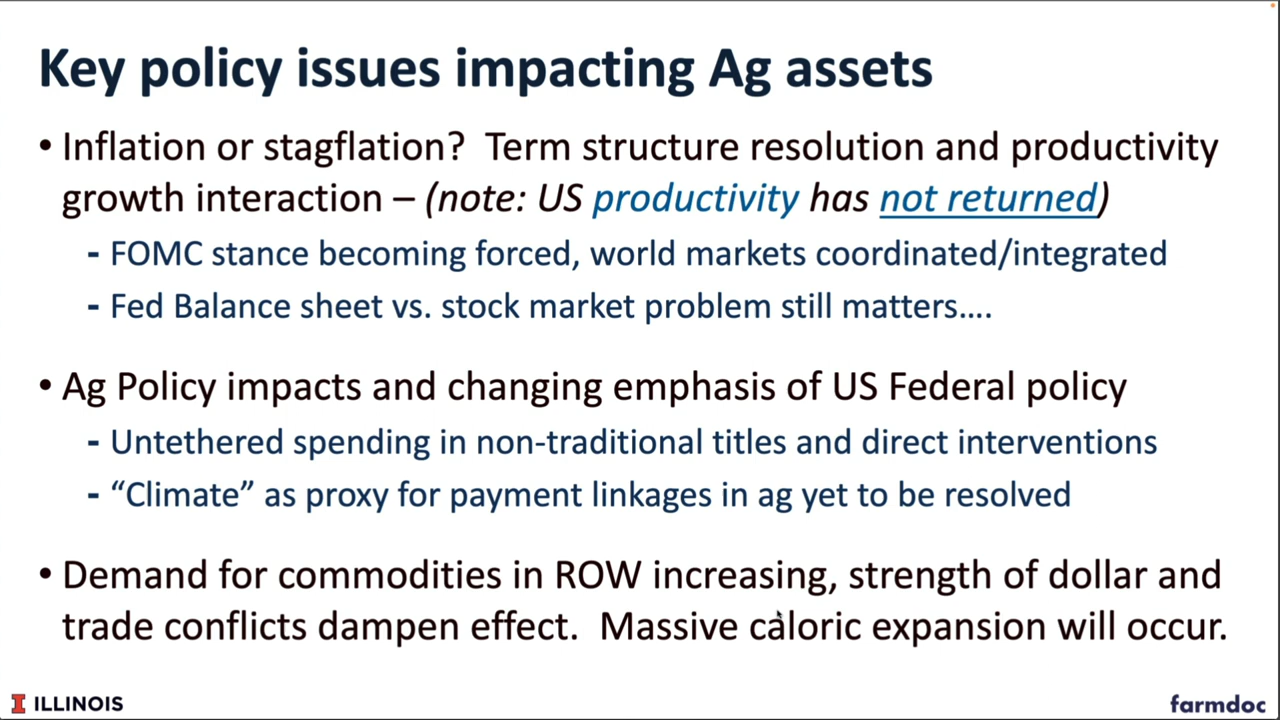 Key policy issues impacting Ag assets
• Inflation or stagflation?  Term structure resolution and productivity
growth interaction – (note: US productivity has not returned)
- FOMC stance becoming forced, world markets coordinated/integrated
- Fed Balance sheet vs. stock market problem still matters….
• Ag Policy impacts and changing emphasis of US Federal policy
- Untethered spending in non-traditional titles and direct interventions
- “Climate” as proxy for payment linkages in ag yet to be resolved
• Demand for commodities in ROW increasing, strength of dollar and
trade conflicts dampen effect.  Massive caloric expansion will occur.
I ILLINOIS
farmdoc